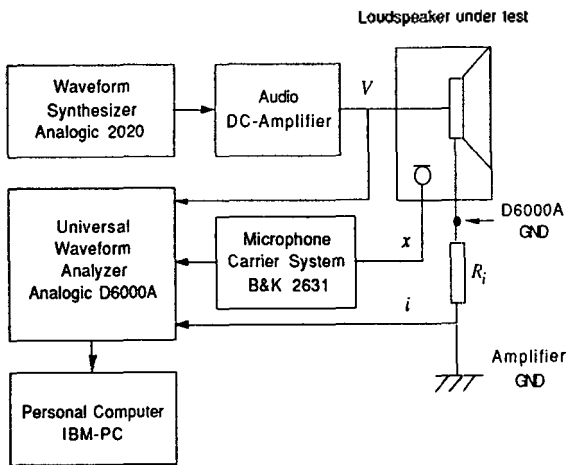 Loudspeaker under test
Waveform
Synthesizer
Analogic 2020
Audio
DC-Amplifier
V
Universal
Waveform
Analyzer
Analogic D6000A
Microphone
Carrier System
B&K 2631
x
D6000A
GND
R_i
i
Amplifier
GND
Personal Computer
IBM-PC